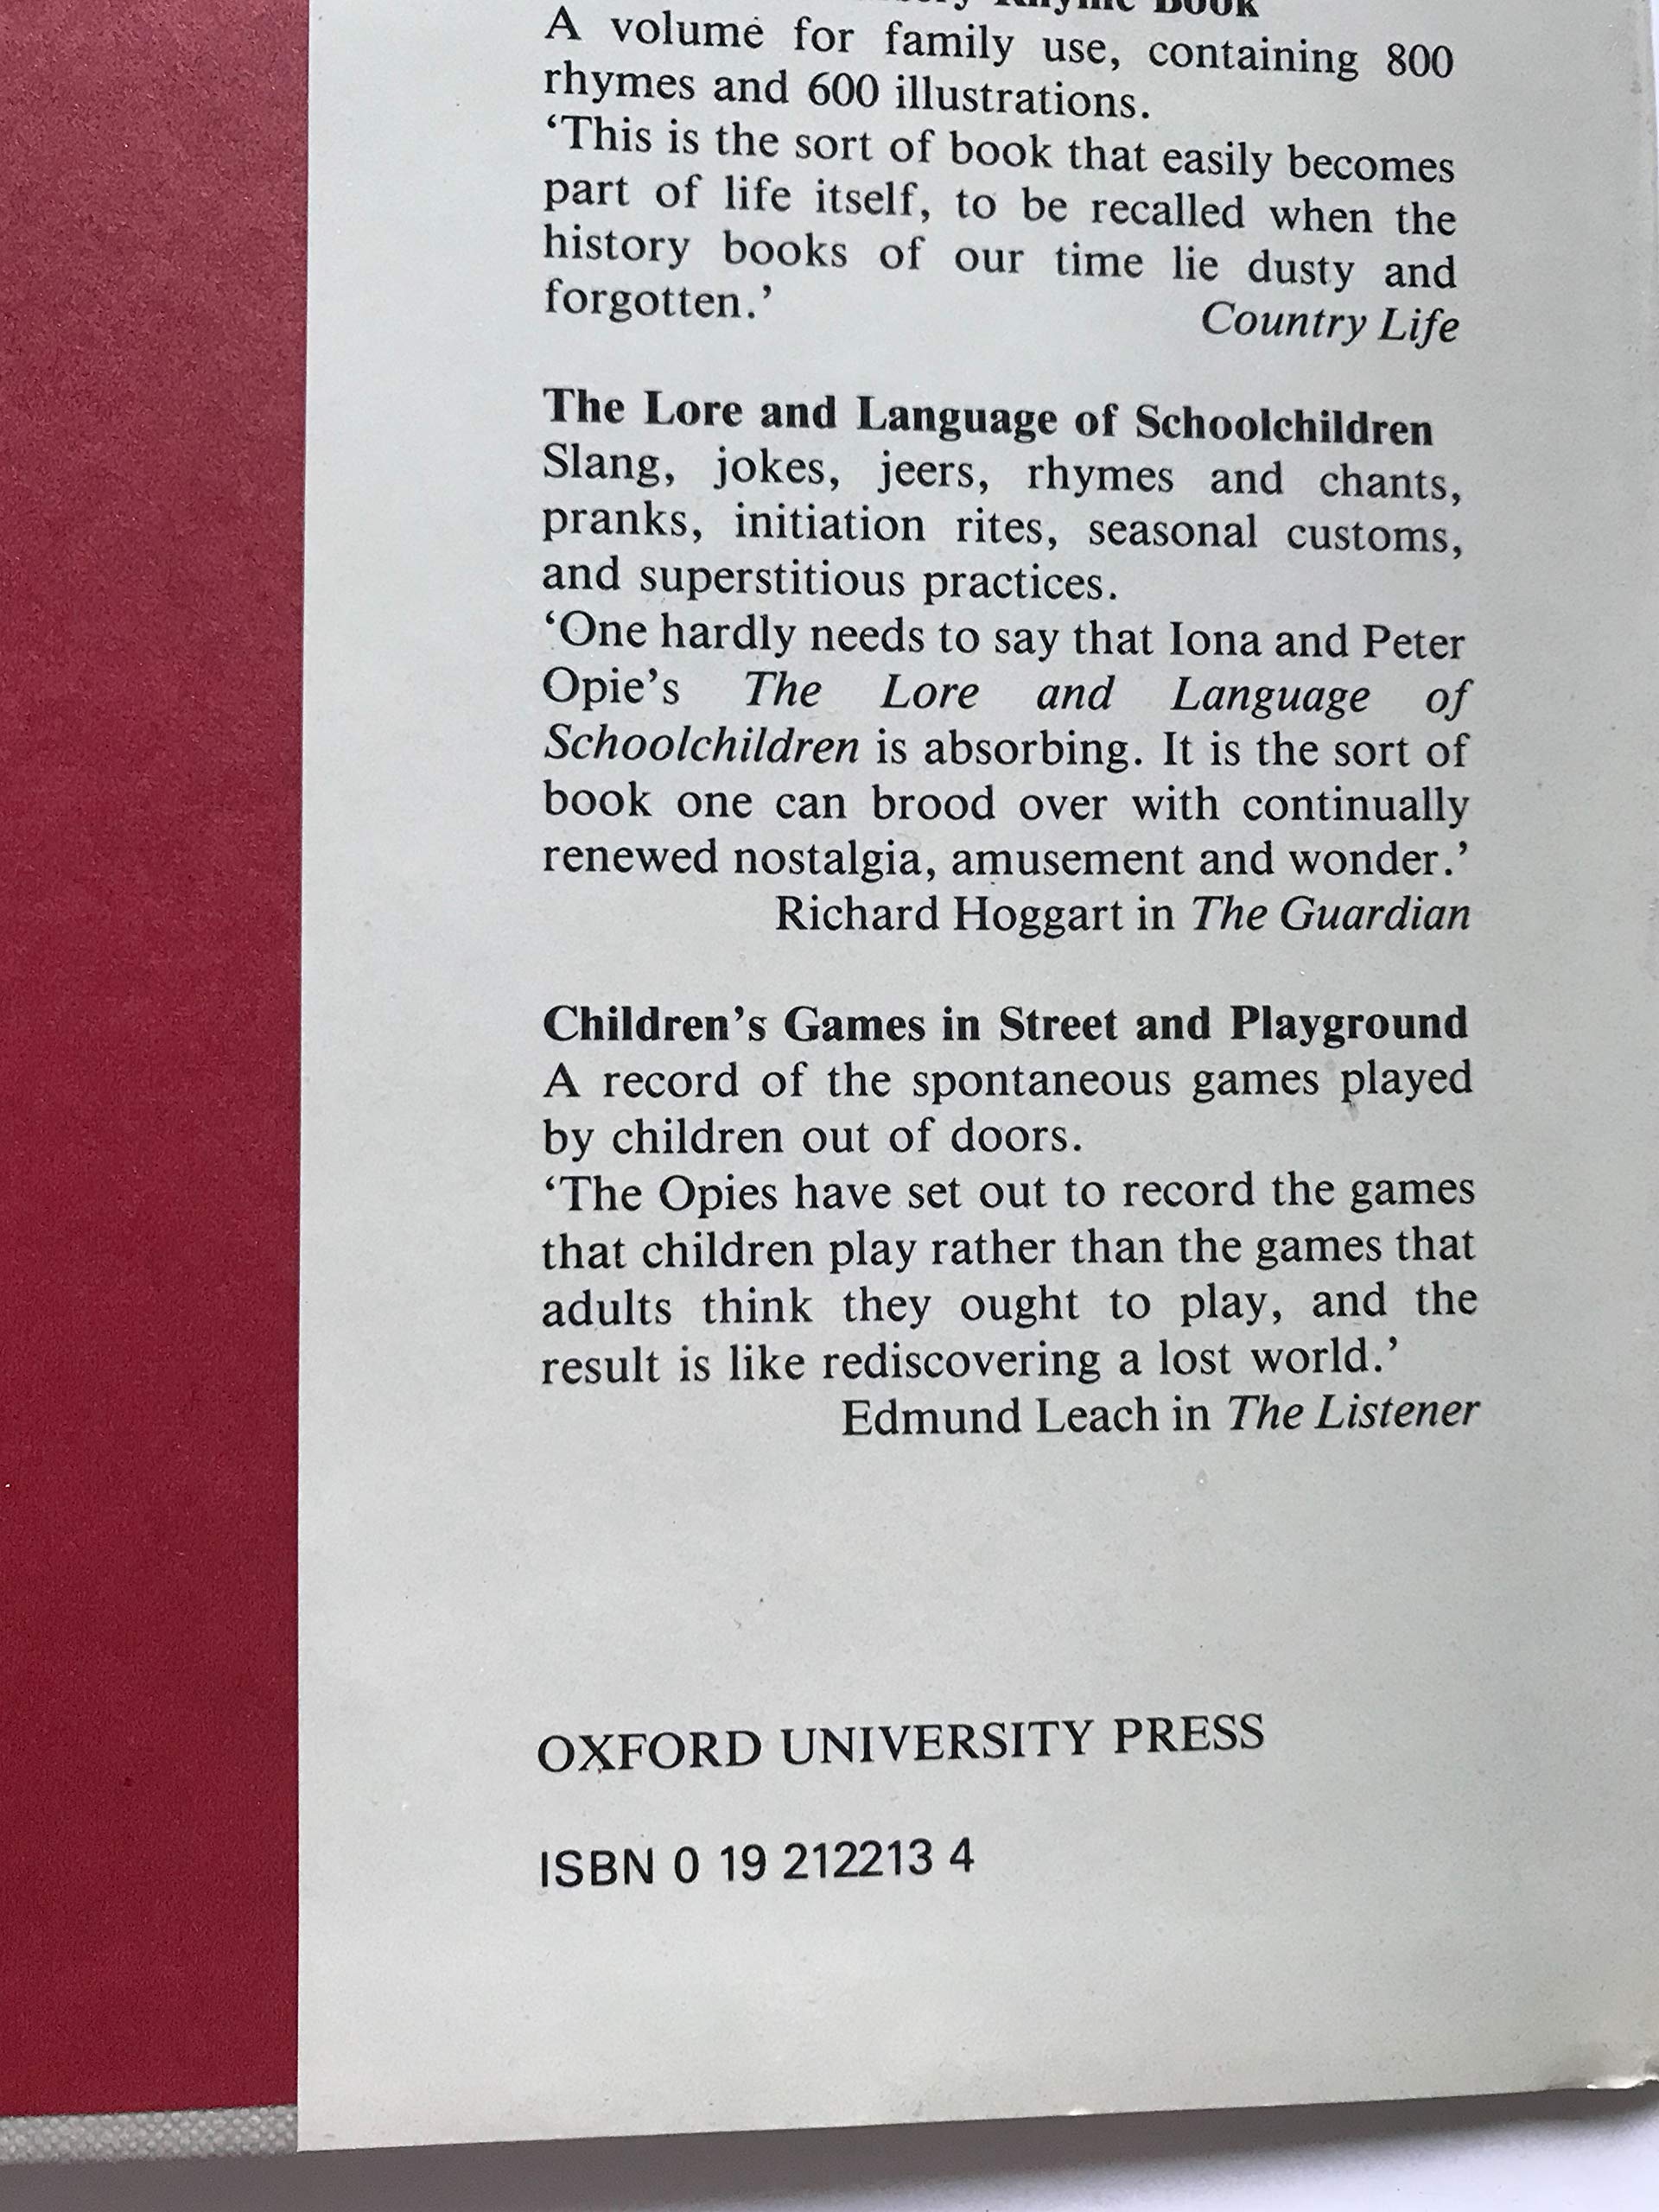 Rhyme Book
A volume for family use, containing 800
rhymes and 600 illustrations.
‘This is the sort of book that easily becomes
part of life itself, to be recalled when the
history books of our time lie dusty and
forgotten.’ Country Life
The Lore and Language of Schoolchildren
Slang, jokes, jeers, rhymes and chants,
pranks, initiation rites, seasonal customs,
and superstitious practices.
‘One hardly needs to say that Iona and Peter
Opie’s The Lore and Language of
Schoolchildren is absorbing. It is the sort of
book one can brood over with continually
renewed nostalgia, amusement and wonder.’
Richard Hoggart in The Guardian
Children’s Games in Street and Playground
A record of the spontaneous games played
by children out of doors.
‘The Opies have set out to record the games
that children play rather than the games that
adults think they ought to play, and the
result is like rediscovering a lost world.’
Edmund Leach in The Listener
OXFORD UNIVERSITY PRESS
ISBN 0 19 212213 4